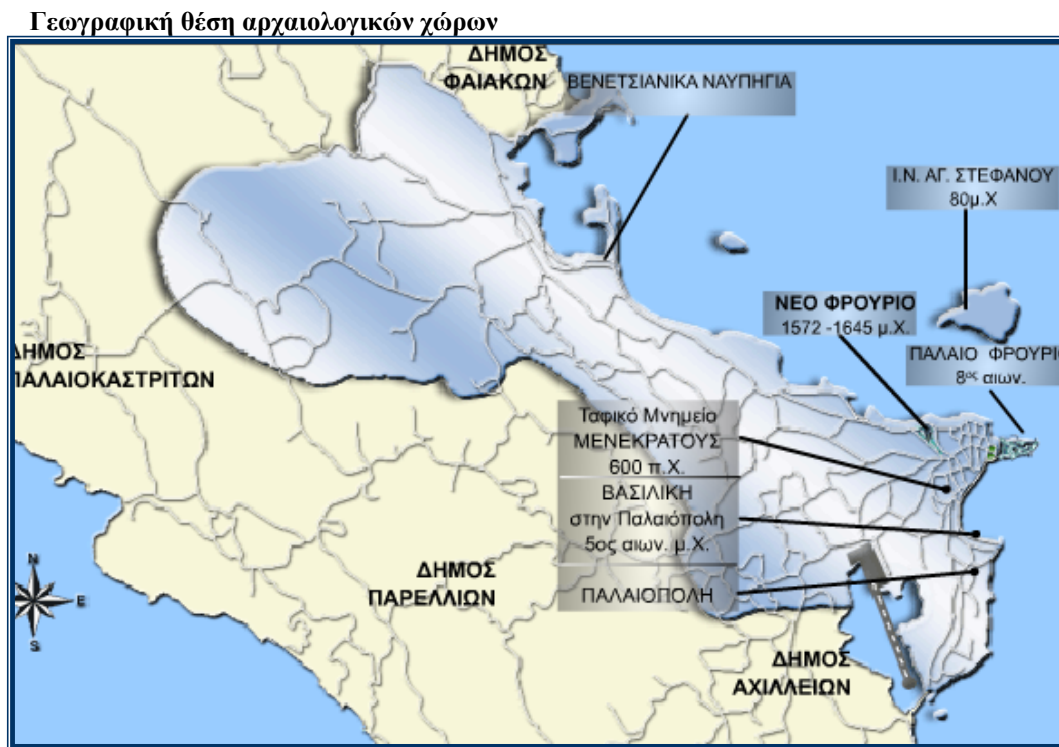 Γεωγραφική θέση αρχαιολογικών χώρων
ΔΗΜΟΣ
ΦΑΙΑΚΩΝ
ΒΕΝΕΤΣΙΑΝΙΚΑ ΝΑΥΠΗΓΙΑ
Ι.Ν. ΑΓ. ΣΤΕΦΑΝΟΥ
80μ.Χ
ΝΕΟ ΦΡΟΥΡΙΟ
1572 -1645 μ.Χ.
ΠΑΛΑΙΟ ΦΡΟΥΡΙΟ
8ος αιων.
ΔΗΜΟΣ
ΠΑΛΑΙΟΚΑΣΤΡΙΤΩΝ
Ταφικό Μνημείο
ΜΕΝΕΚΡΑΤΟΥΣ
600 π.Χ.
ΒΑΣΙΛΙΚΗ
στην Παλαιόπολη
5ος αιων. μ.Χ.
ΠΑΛΑΙΟΠΟΛΗ
ΔΗΜΟΣ
ΠΑΡΕΛΛΙΩΝ
ΔΗΜΟΣ
ΑΧΙΛΛΕΙΩΝ
N
E
S